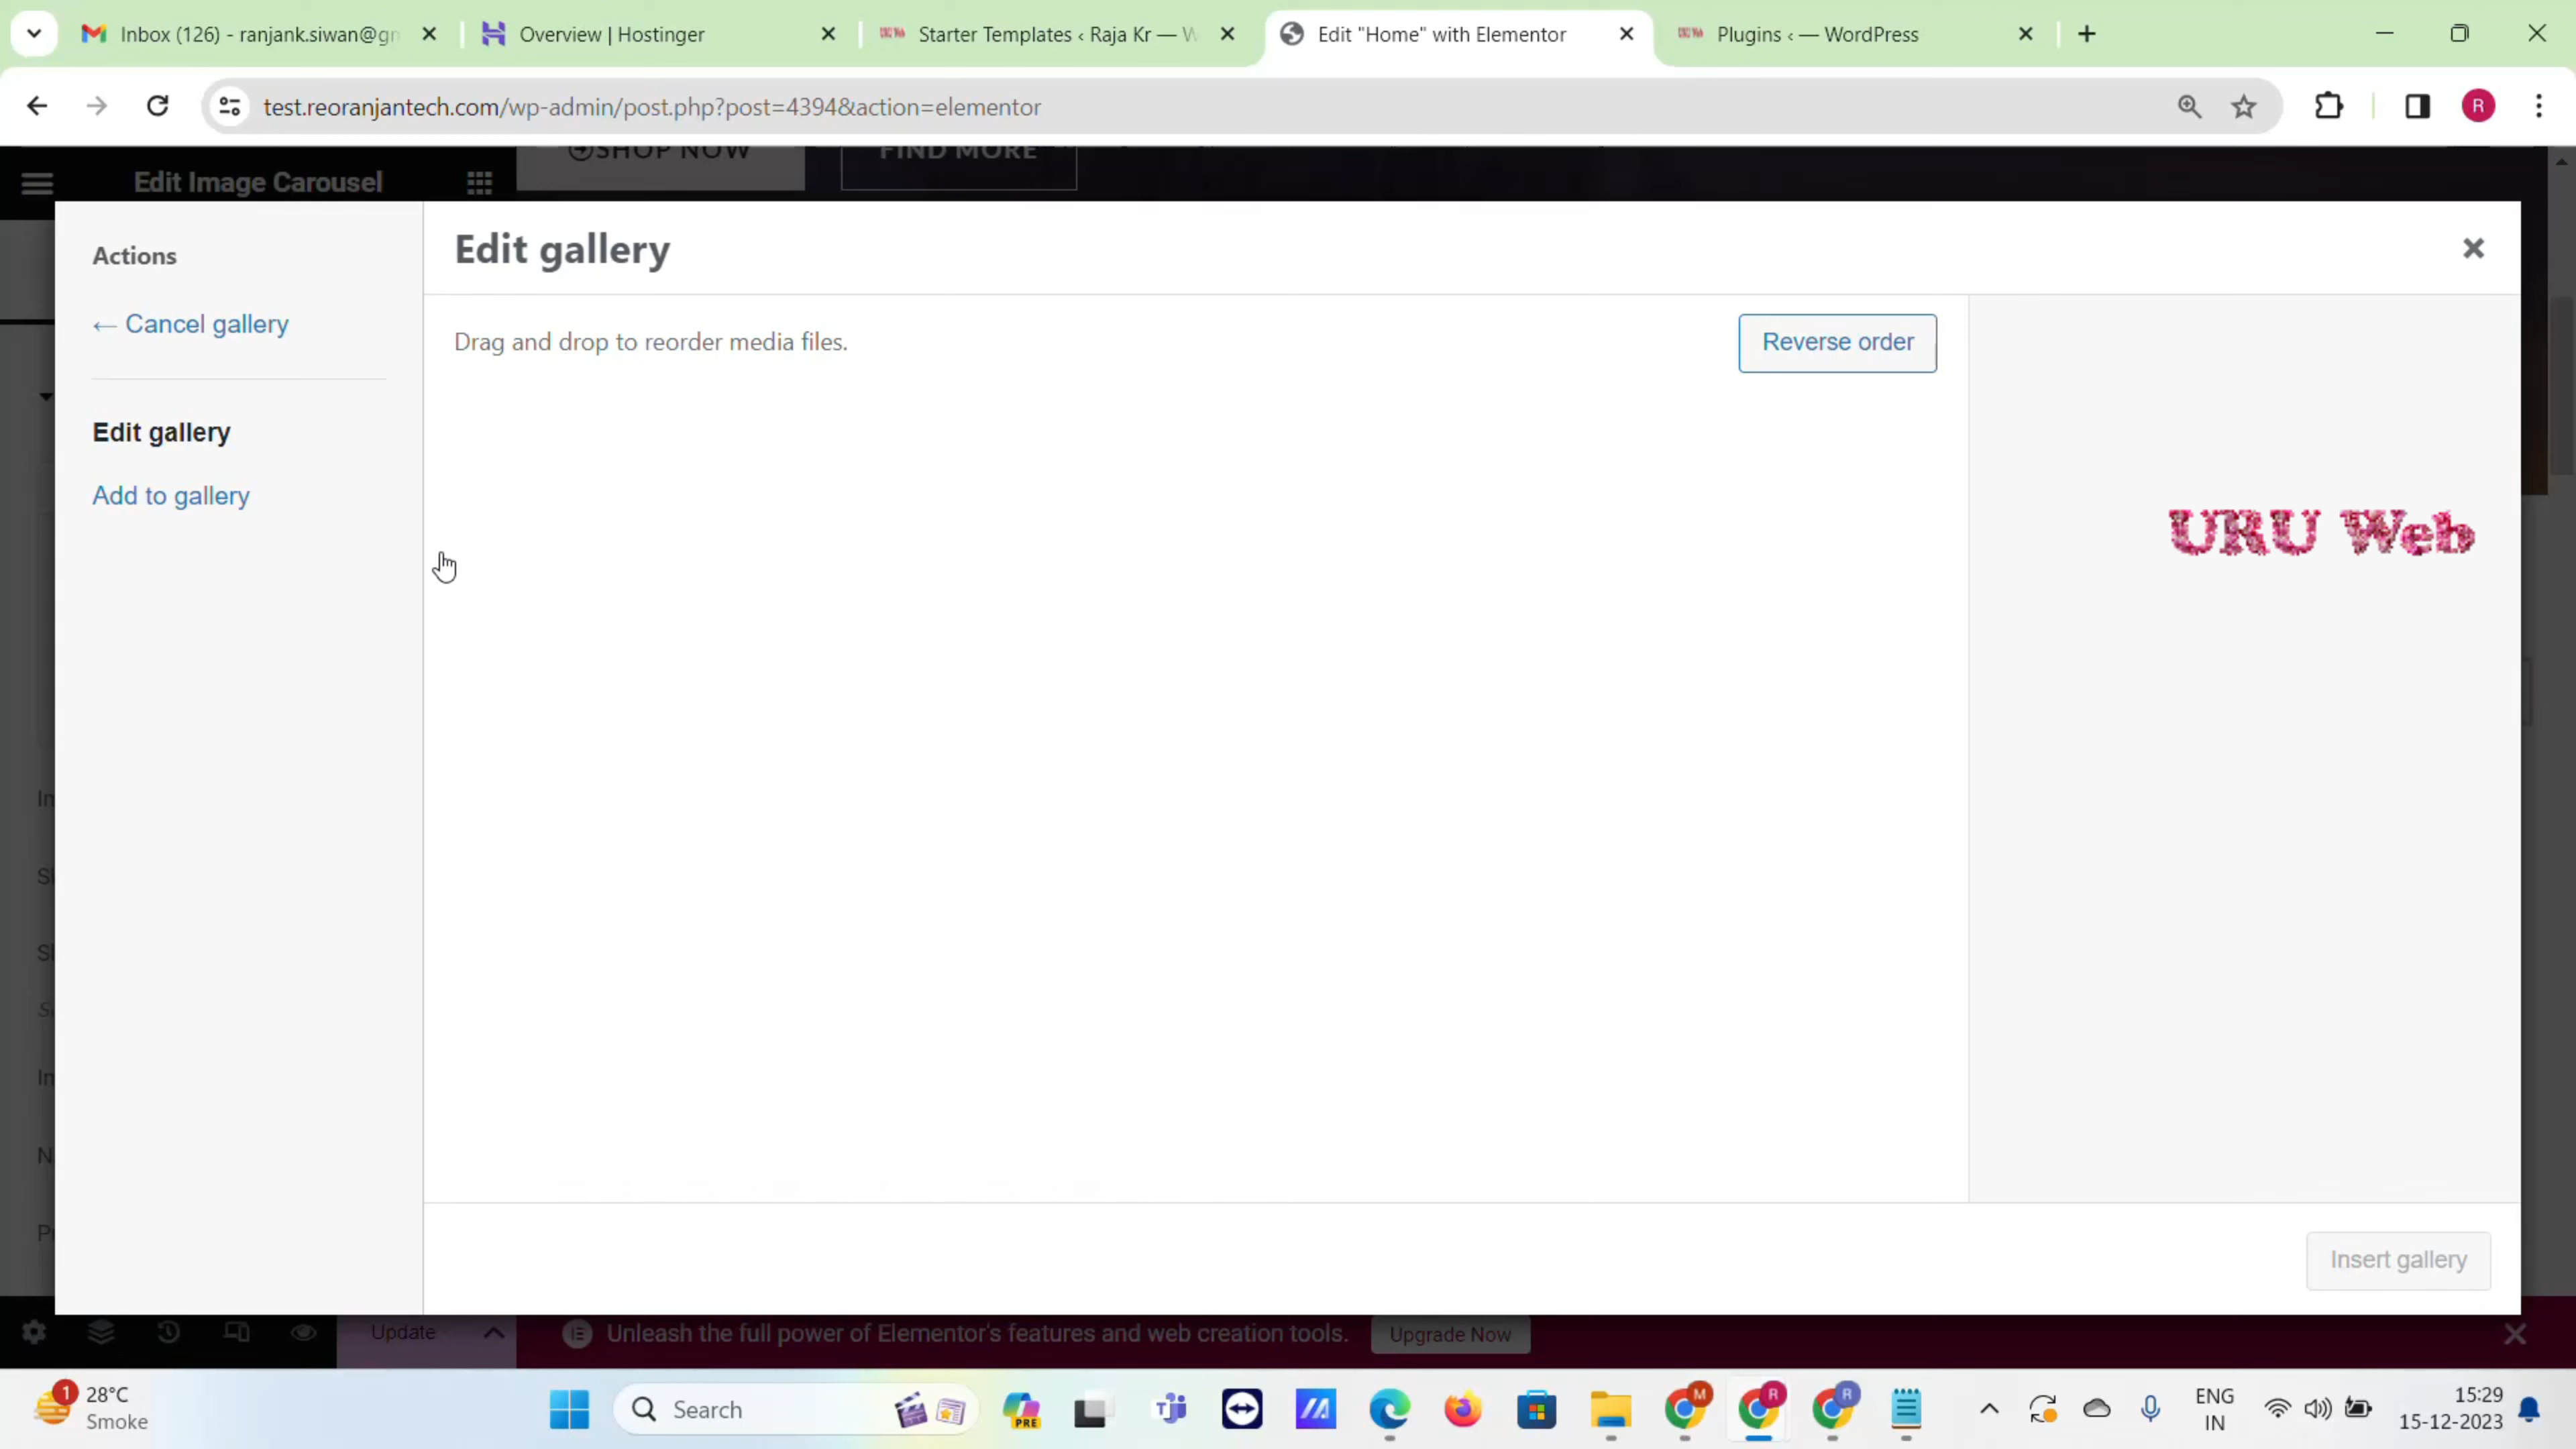 Inbox (126) - ranjank.siwan@gm
Overview | Hostinger
Starter Templates ‹ Raja Kr — W
Edit "Home" with Elementor
Plugins ‹ — WordPress
test.reoranjantech.com/wp-admin/post.php?post=4394&action=elementor
R
SHOP NOW
FIND MORE
Edit Image Carousel
Actions
← Cancel gallery
Edit gallery
Add to gallery
Edit gallery
Drag and drop to reorder media files.
Reverse order
URU Web
Insert gallery
Update
Unleash the full power of Elementor's features and web creation tools.
Upgrade Now
1
28°C
Smoke
Search
PRE
M
R
R
ENG
IN
15:29
15-12-2023